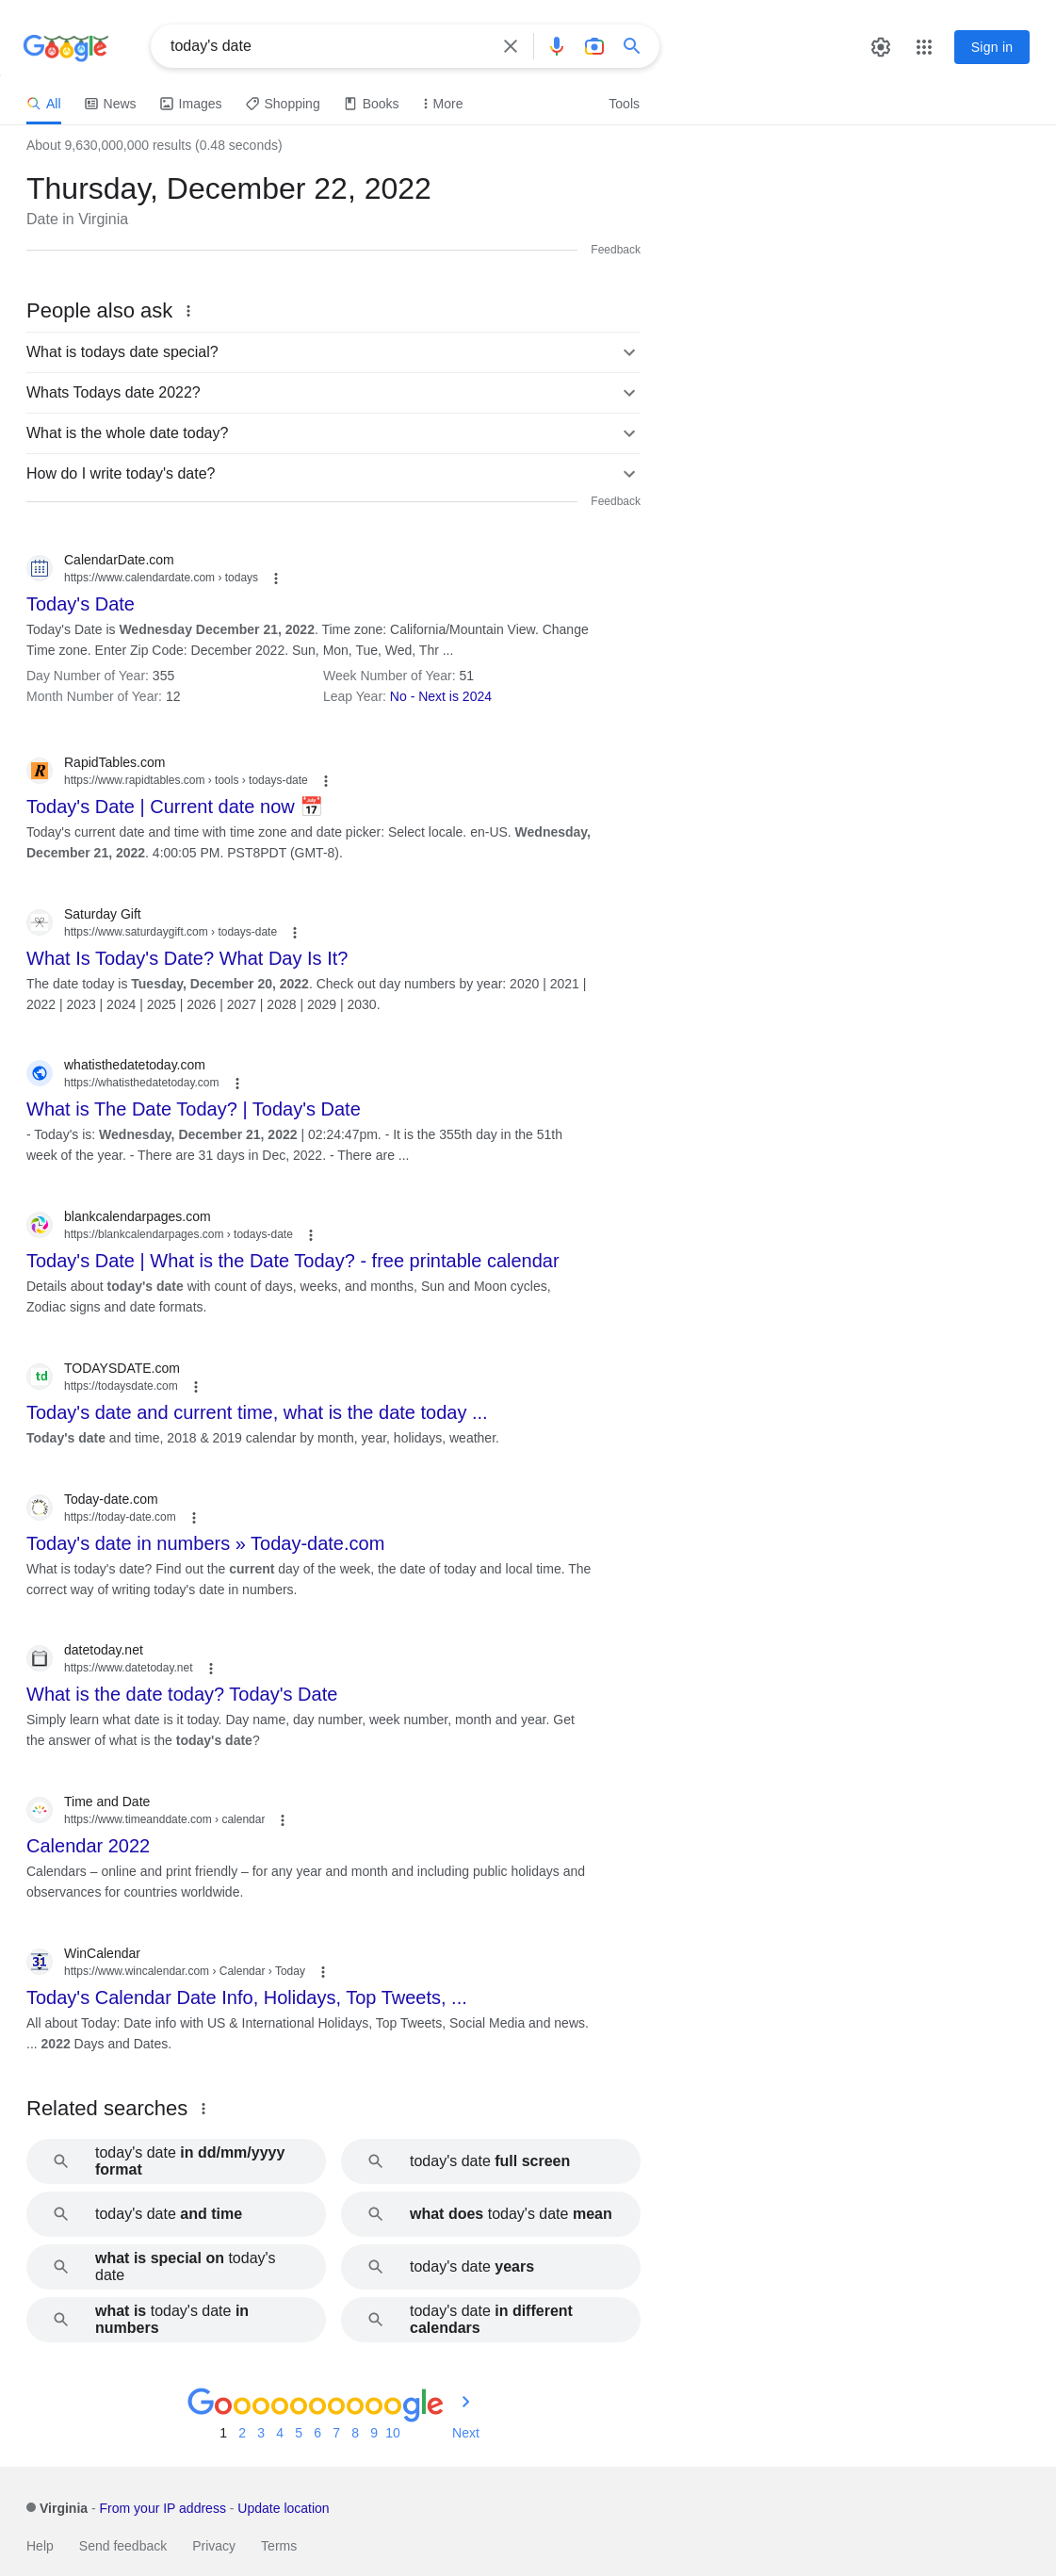 Google
today's date
Sign in
All News Images Shopping Books More Tools
About 9,630,000,000 results (0.48 seconds)
Thursday, December 22, 2022
Date in Virginia
Feedback
People also ask
What is todays date special?
Whats Todays date 2022?
What is the whole date today?
How do I write today's date?
Feedback
CalendarDate.com
https://www.calendardate.com › todays
Today's Date
Today's Date is Wednesday December 21, 2022. Time zone: California/Mountain View. Change
Time zone. Enter Zip Code: December 2022. Sun, Mon, Tue, Wed, Thr ...
Day Number of Year: 355 Week Number of Year: 51
Month Number of Year: 12 Leap Year: No - Next is 2024
R
RapidTables.com
https://www.rapidtables.com › tools › todays-date
Today's Date | Current date now 📅
Today's current date and time with time zone and date picker: Select locale. en-US. Wednesday,
December 21, 2022. 4:00:05 PM. PST8PDT (GMT-8).
Saturday Gift
https://www.saturdaygift.com › todays-date
What Is Today's Date? What Day Is It?
The date today is Tuesday, December 20, 2022. Check out day numbers by year: 2020 | 2021 |
2022 | 2023 | 2024 | 2025 | 2026 | 2027 | 2028 | 2029 | 2030.
whatisthedatetoday.com
https://whatisthedatetoday.com
What is The Date Today? | Today's Date
- Today's is: Wednesday, December 21, 2022 | 02:24:47pm. - It is the 355th day in the 51th
week of the year. - There are 31 days in Dec, 2022. - There are ...
blankcalendarpages.com
https://blankcalendarpages.com › todays-date
Today's Date | What is the Date Today? - free printable calendar
Details about today's date with count of days, weeks, and months, Sun and Moon cycles,
Zodiac signs and date formats.
td
TODAYSDATE.com
https://todaysdate.com
Today's date and current time, what is the date today ...
Today's date and time, 2018 & 2019 calendar by month, year, holidays, weather.
Today-date.com
https://today-date.com
Today's date in numbers » Today-date.com
What is today's date? Find out the current day of the week, the date of today and local time. The
correct way of writing today's date in numbers.
datetoday.net
https://www.datetoday.net
What is the date today? Today's Date
Simply learn what date is it today. Day name, day number, week number, month and year. Get
the answer of what is the today's date?
Time and Date
https://www.timeanddate.com › calendar
Calendar 2022
Calendars – online and print friendly – for any year and month and including public holidays and
observances for countries worldwide.
31
WinCalendar
https://www.wincalendar.com › Calendar › Today
Today's Calendar Date Info, Holidays, Top Tweets, ...
All about Today: Date info with US & International Holidays, Top Tweets, Social Media and news.
... 2022 Days and Dates.
Related searches
today's date in dd/mm/yyyy
format
today's date full screen
today's date and time
what does today's date mean
what is special on today's
date
today's date years
what is today's date in
numbers
today's date in different
calendars
Goooooooooogle
1 2 3 4 5 6 7 8 9 10 Next
Virginia - From your IP address - Update location
Help Send feedback Privacy Terms